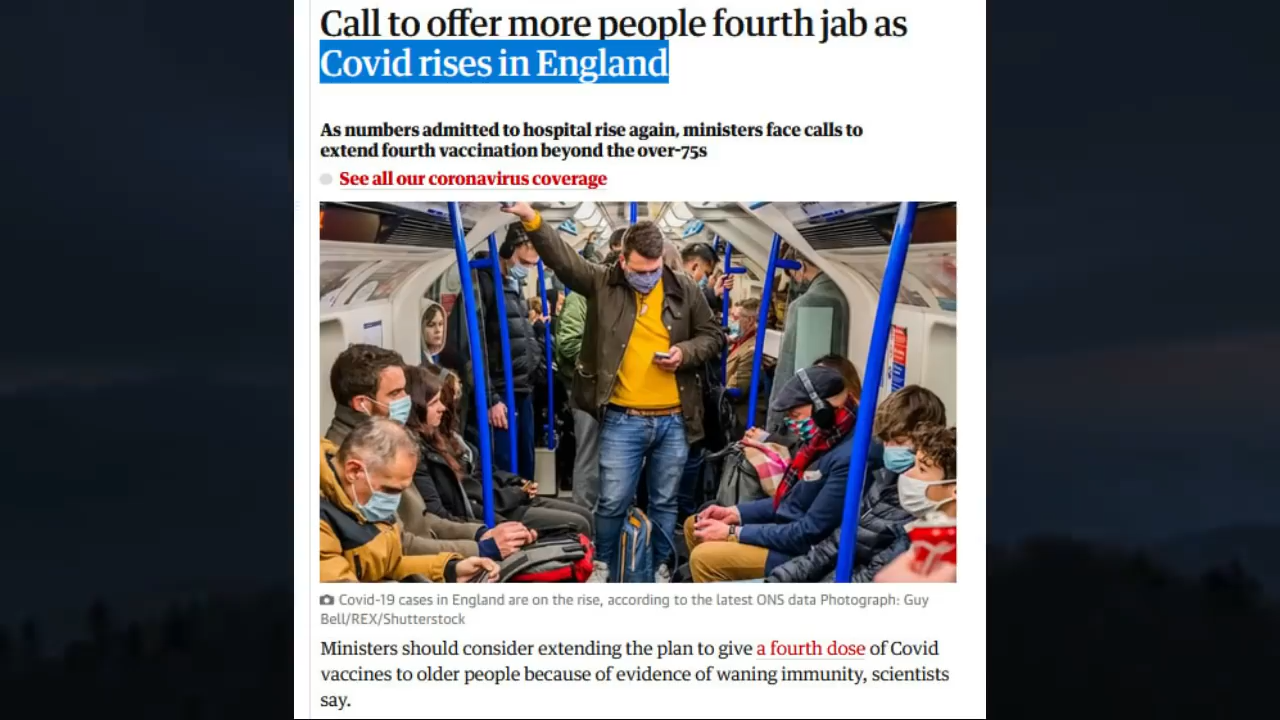 Call to offer more people fourth jab as
Covid rises in England
As numbers admitted to hospital rise again, ministers face calls to
extend fourth vaccination beyond the over-75s
See all our coronavirus coverage
Covid-19 cases in England are on the rise, according to the latest ONS data Photograph: Guy
Bell/REX/Shutterstock
Ministers should consider extending the plan to give a fourth dose of Covid
vaccines to older people because of evidence of waning immunity, scientists
say.